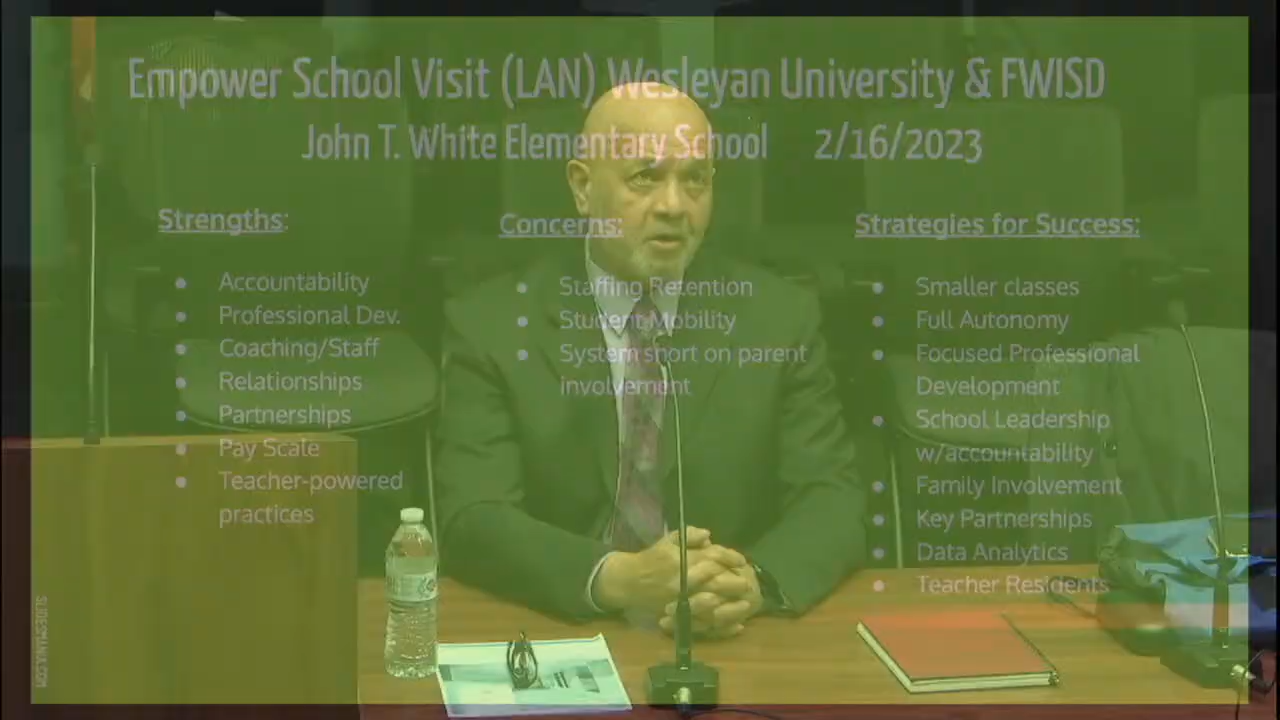 Empower School Visit (LAN) Wesleyan University & FWISD
John T. White Elementary School 2/16/2023
Strengths:
Accountability
Professional Dev.
Coaching/Staff
Relationships
Partnerships
Pay Scale
Teacher-powered
practices
Concerns:
Staffing Retention
Student Mobility
System short on parent
involvement
Strategies for Success:
Smaller classes
Full Autonomy
Focused Professional
Development
School Leadership
w/accountability
Family Involvement
Key Partnerships
Data Analytics
Teacher Residents
SLIDESMANIA.COM